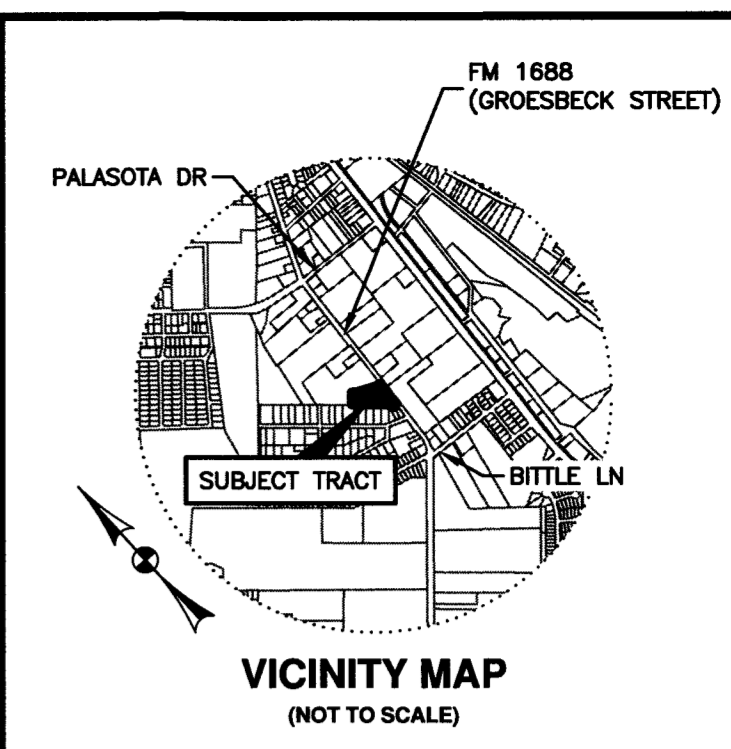 FM 1688
(GROESBECK STREET)
PALASOTA DR
SUBJECT TRACT
BITTLE LN
VICINITY MAP
(NOT TO SCALE)